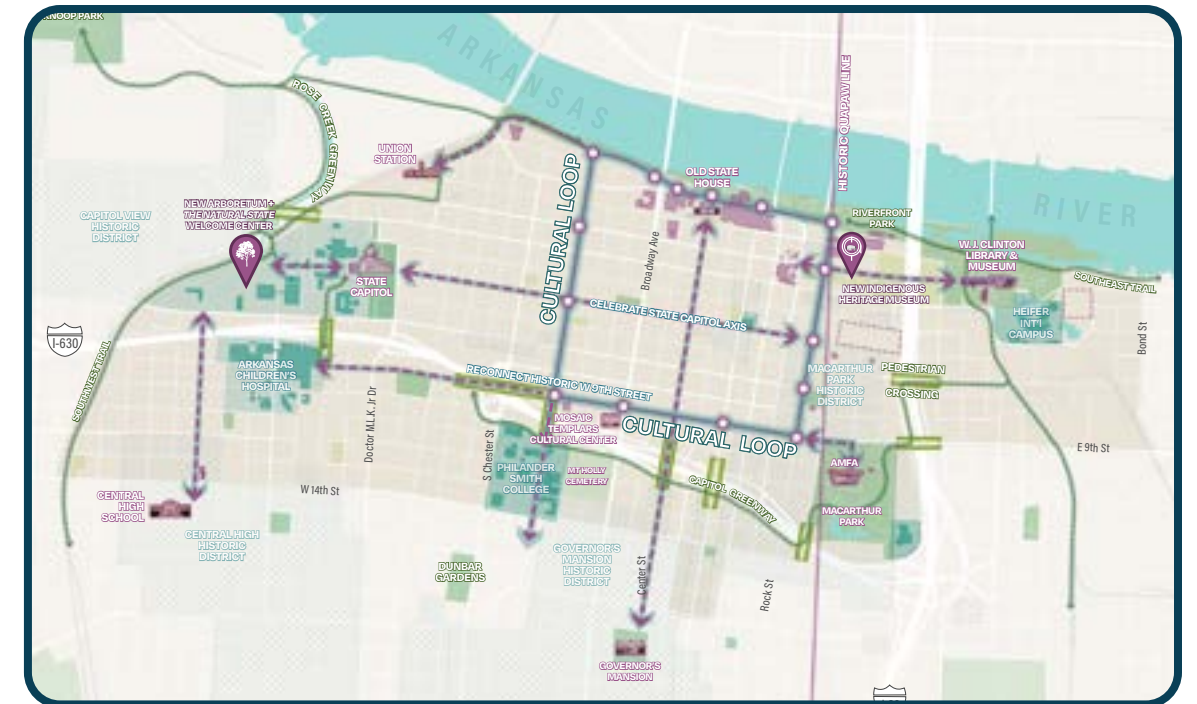 KNOOP PARK
ARKANSAS
RIVER
ROSE CREEK GREENWAY
HISTORIC QUAPAW LINE
UNION
STATION
OLD STATE
HOUSE
CULTURAL LOOP
NEW ARBORETUM +
THE NATURAL STATE
WELCOME CENTER
CAPITOL VIEW
HISTORIC
DISTRICT
RIVERFRONT
PARK
W. J. CLINTON
LIBRARY &
MUSEUM
Broadway Ave
STATE
CAPITOL
NEW INDIGENOUS
HERITAGE MUSEUM
SOUTHEAST TRAIL
CELEBRATE STATE CAPITOL AXIS
HEIFER
INT'L
CAMPUS
Bond St
I-630
SOUTHWEST TRAIL
ARKANSAS
CHILDREN'S
HOSPITAL
RECONNECT HISTORIC W 9TH STREET
MACARTHUR
PARK
HISTORIC
DISTRICT
PEDESTRIAN
CROSSING
Doctor M.L.K. Jr Dr
MOSAIC
TEMPLARS
CULTURAL CENTER
CULTURAL LOOP
S Chester St
E 9th St
PHILANDER
SMITH
COLLEGE
MT HOLLY
CEMETERY
AMFA
CAPITOL GREENWAY
W 14th St
CENTRAL
HIGH
SCHOOL
MACARTHUR
PARK
CENTRAL HIGH
HISTORIC
DISTRICT
GOVERNOR'S
MANSION
HISTORIC
DISTRICT
DUNBAR
GARDENS
Center St
Rock St
GOVERNOR'S
MANSION